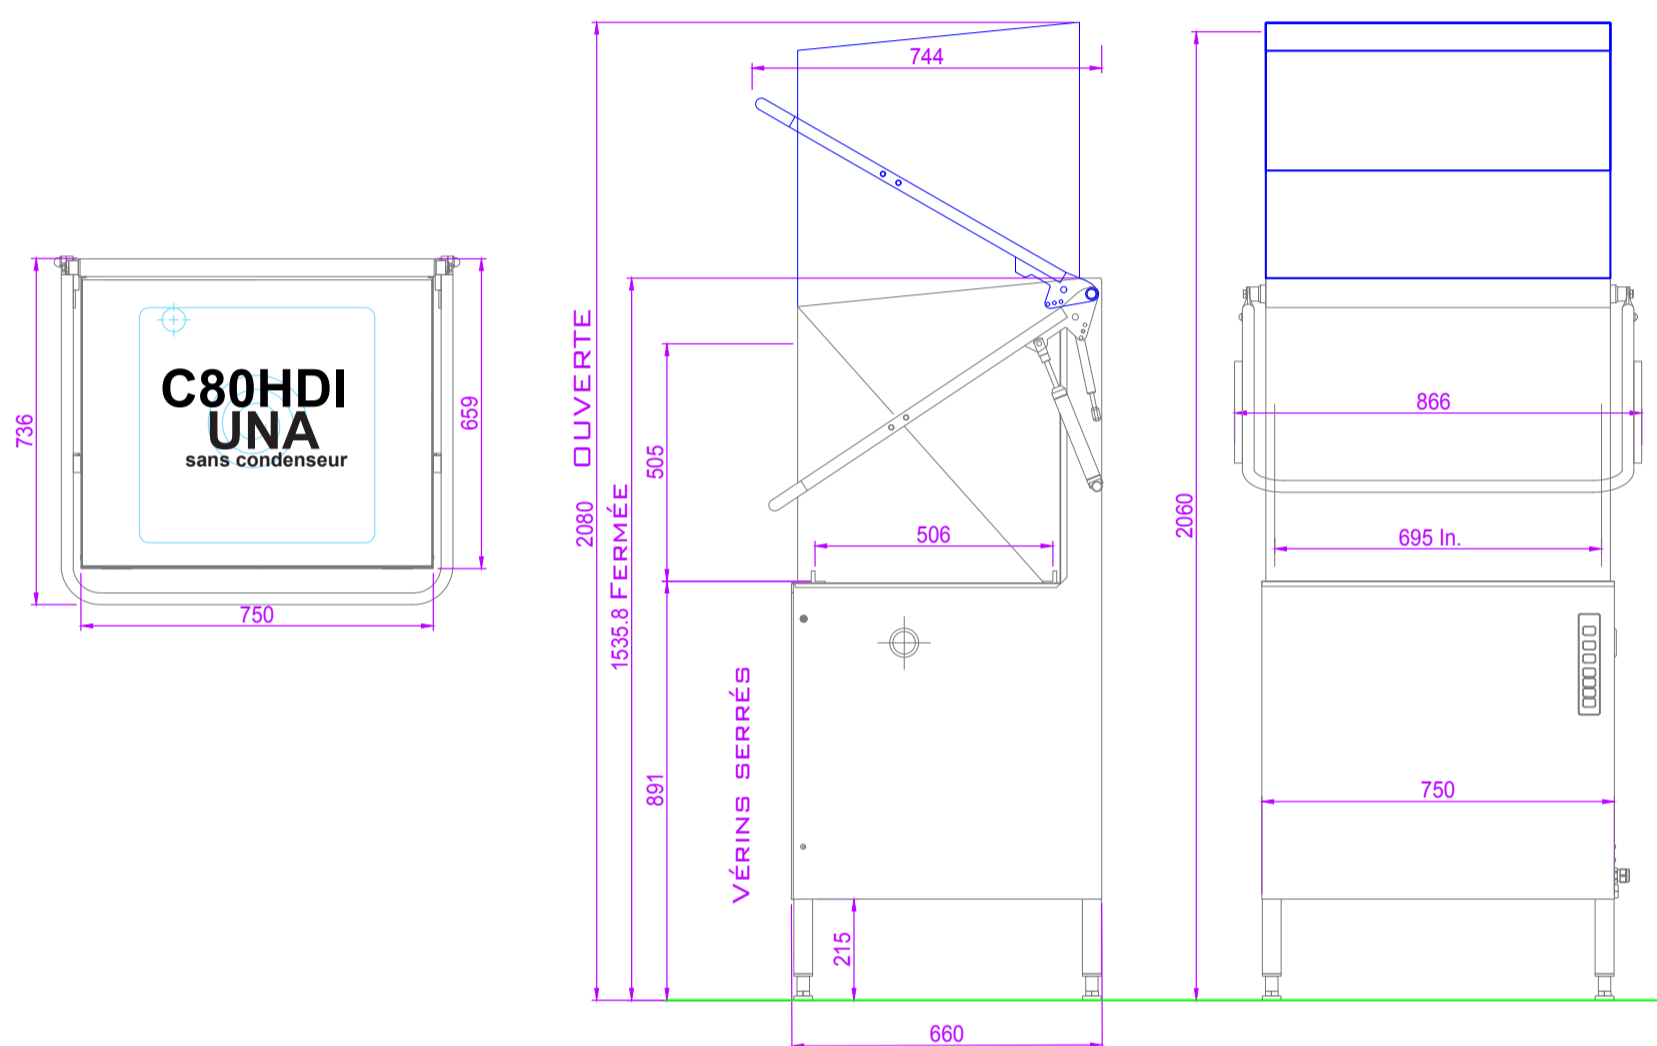 C80HDI
UNA
sans condenseur
736
659
750
744
2080 OUVERTE
1535.8 FERMÉE
505
506
891
VÉRINS SERRÉS
215
660
2060
866
695 In.
750